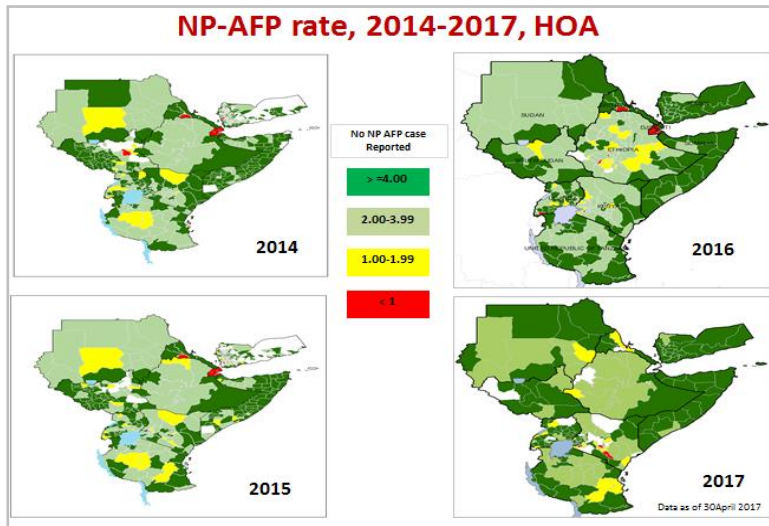 NP-AFP rate, 2014-2017, HOA
No NP AFP case
Reported
> =4.00
2.00-3.99
1.00-1.99
< 1
2014
2016
SUDAN
ETHIOPIA
2015
2017
Data as of 30April 2017